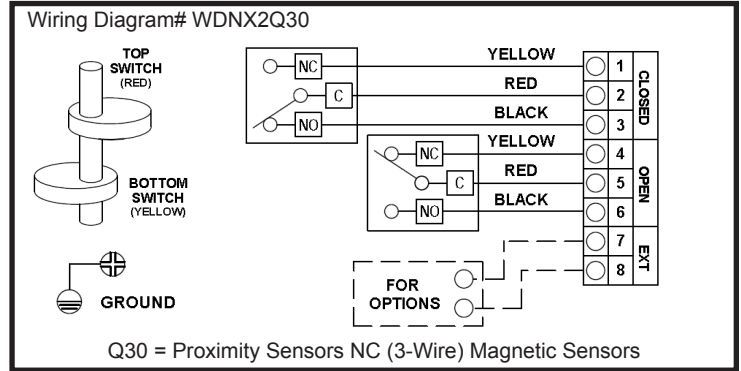 Wiring Diagram# WDNX2Q30
TOP
SWITCH
(RED)
BOTTOM
SWITCH
(YELLOW)
GROUND
NC
C
NO
YELLOW
RED
BLACK
1
2
3
CLOSED
NC
C
NO
YELLOW
RED
BLACK
4
5
6
OPEN
FOR
OPTIONS
7
8
EXT
Q30 = Proximity Sensors NC (3-Wire) Magnetic Sensors